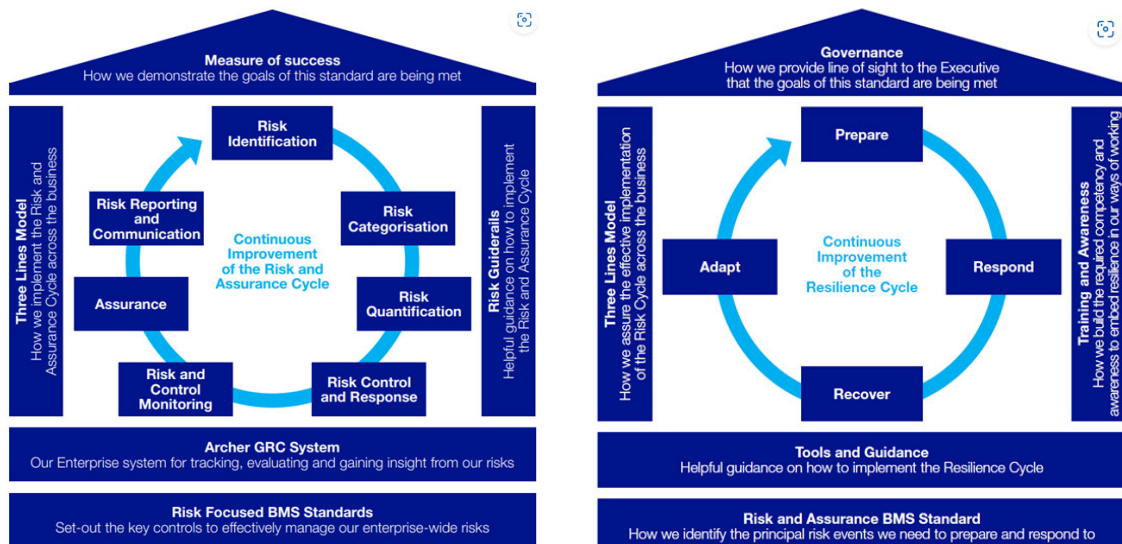 Measure of success
How we demonstrate the goals of this standard are being met
Three Lines Model
How we implement the Risk and
Assurance Cycle across the business
Risk
Identification
Risk
Categorisation
Risk
Quantification
Risk Control
and Response
Risk and
Control
Monitoring
Assurance
Risk Reporting and
Communication
Continuous
Improvement
of the Risk and
Assurance Cycle
Risk Guiderails
Helpful guidance on how to implement
the Risk and Assurance Cycle
Archer GRC System
Our Enterprise system for tracking, evaluating and gaining insight from our risks
Risk Focused BMS Standards
Set-out the key controls to effectively manage our enterprise-wide risks
Governance
How we provide line of sight to the Executive
that the goals of this standard are being met
Three Lines Model
How we assure the effective implementation
of the Risk Cycle across the business
Prepare
Respond
Recover
Adapt
Continuous
Improvement
of the
Resilience Cycle
Training and Awareness
How we build the required competency and
awareness to embed resilience in our ways of working
Tools and Guidance
Helpful guidance on how to implement the Resilience Cycle
Risk and Assurance BMS Standard
How we identify the principal risk events we need to prepare and respond to